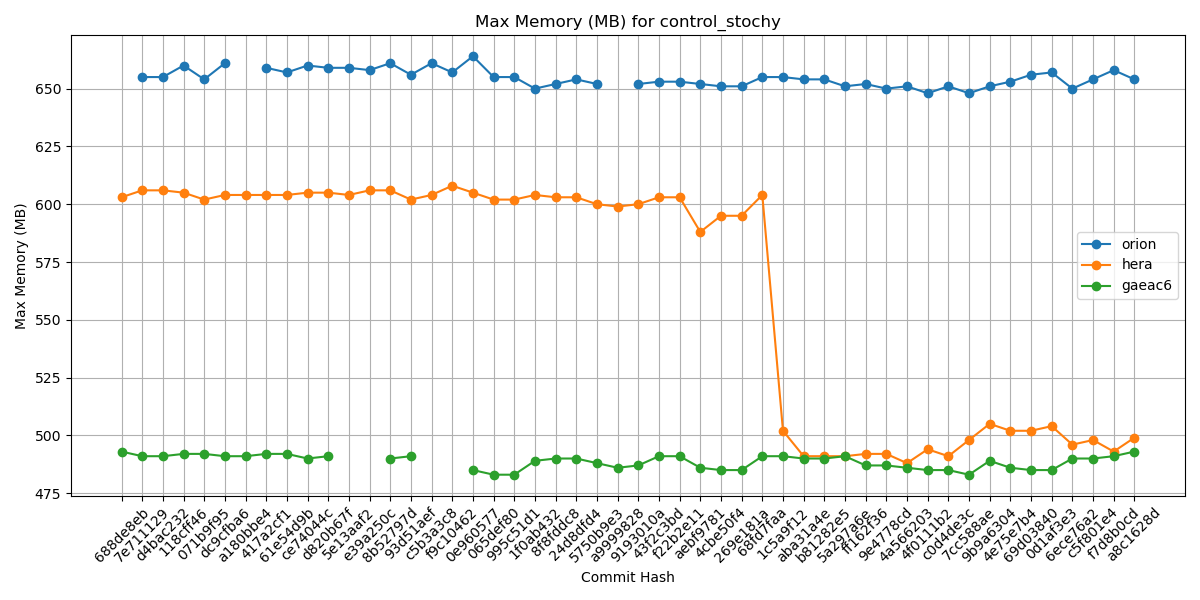 Max Memory (MB) for control_stochy
Max Memory (MB)
650
625
600
575
550
525
500
475
orion
hera
gaeac6
688de8eb
7e711129
d4bac232
118cff46
071b9f95
dc9cfba6
a180bbe4
417a2cf1
61e54d9b
ce74044c
d820b67f
5e13aaf2
e39a250c
8b52797d
93d51aef
c5b3a3c8
f9c10462
0e960577
065def80
995c51d1
1f0ab432
8f8fddc8
24d8dfd4
5750b9e3
a9999828
9193010a
43f2c3bd
f22b2e11
aebf9781
4cbe50f4
269e181a
68fd7faa
1c5a9f12
aba31a4e
b81282e5
5a297a6e
ff162f36
9e4778cd
4a566203
4f011b2
c0d4de3c
7cc588ae
9b9a6304
4e75e7b4
69d03840
0d1af3e3
6ece76a2
c5f801e4
f7d8b0cd
a8c1628d
Commit Hash